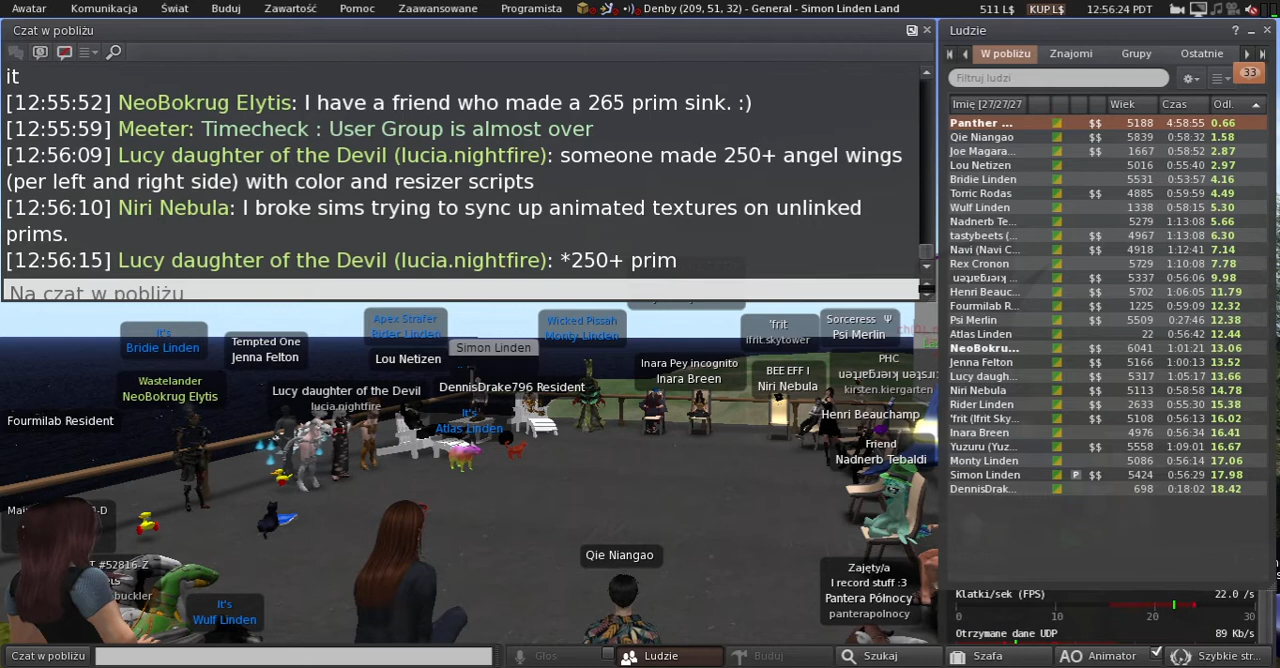 Awatar Komunikacja Świat Buduj Zawartość Pomoc Zaawansowane Programista Denby (209, 51, 32) - General - Simon Linden Land 511 L$ KUP L$ 12:56:24 PDT
Czat w pobliżu
it
[12:55:52] NeoBokrug Elytis: I have a friend who made a 265 prim sink. :)
[12:55:59] Meeter: Timecheck : User Group is almost over
[12:56:09] Lucy daughter of the Devil (lucia.nightfire): someone made 250+ angel wings
(per left and right side) with color and resizer scripts
[12:56:10] Niri Nebula: I broke sims trying to sync up animated textures on unlinked
prims.
[12:56:15] Lucy daughter of the Devil (lucia.nightfire): *250+ prim
Na czat w pobliżu
Ludzie
W pobliżu Znajomi Grupy Ostatnie
Filtruj ludzi 33
Imię [27/27/27 Wiek Czas Odl.
Panther ... $$ 5188 4:58:55 0.66
Qie Niangao $$ 5839 0:58:32 1.58
Joe Magara... $$ 1667 0:58:52 2.87
Lou Netizen 5016 0:55:40 2.97
Bridie Linden 5531 0:53:57 4.16
Torric Rodas $$ 4885 0:59:59 4.49
Wulf Linden 1338 0:58:15 5.30
Nadnerb Te... 5279 1:13:08 5.66
tastybeets (... $$ 4967 1:13:08 6.30
Navi (Navi C... $$ 4918 1:12:41 7.14
Rex Cronon 5729 1:10:08 7.78
$$ 5337 0:56:06 9.98
Henri Beauc... $$ 5702 1:06:05 11.79
Fourmilab R... $$ 1225 0:59:09 12.32
Psi Merlin $$ 5509 0:27:46 12.38
Atlas Linden 22 0:56:42 12.44
NeoBokru... $$ 6041 1:01:21 13.06
Jenna Felton $$ 5166 1:00:13 13.52
Lucy daugh... $$ 5317 1:05:17 13.66
Niri Nebula $$ 5113 0:58:58 14.78
Rider Linden $$ 2633 0:55:30 15.38
'frit (Ifrit Sky... $$ 5108 0:56:13 16.02
Inara Breen 4976 0:56:34 16.41
Yuzuru (Yuz... $$ 5558 1:09:01 16.67
Monty Linden 5086 0:56:14 17.06
Simon Linden P $$ 5424 0:56:29 17.98
DennisDrak... 698 0:18:02 18.42
Klatki/sek (FPS) 22.0 /s
0 10 20 30
Otrzymane dane UDP 89 Kb/s
It's
Bridie Linden
Tempted One
Jenna Felton
Apex Strafer
Rider Linden
Lou Netizen
Simon Linden
Wicked Pissah
Monty Linden
'frit
ifrit.skytower
Sorceress Ψ
Psi Merlin
Inara Pey incognito
Inara Breen
BEE EFF I
Niri Nebula
PHC
kirsten.kiergarten
Wastelander
NeoBokrug Elytis
Lucy daughter of the Devil
lucia.nightfire
DennisDrake796 Resident
It's
Atlas Linden
Henri Beauchamp
Friend
Nadnerb Tebaldi
Fourmilab Resident
Qie Niangao
T #52816-Z
buckler
It's
Wulf Linden
Zajęty/a
I record stuff :3
Pantera Północy
panterapolnocy
Czat w pobliżu Głos Ludzie Buduj Szukaj Szafa AO Animator Szybkie str...